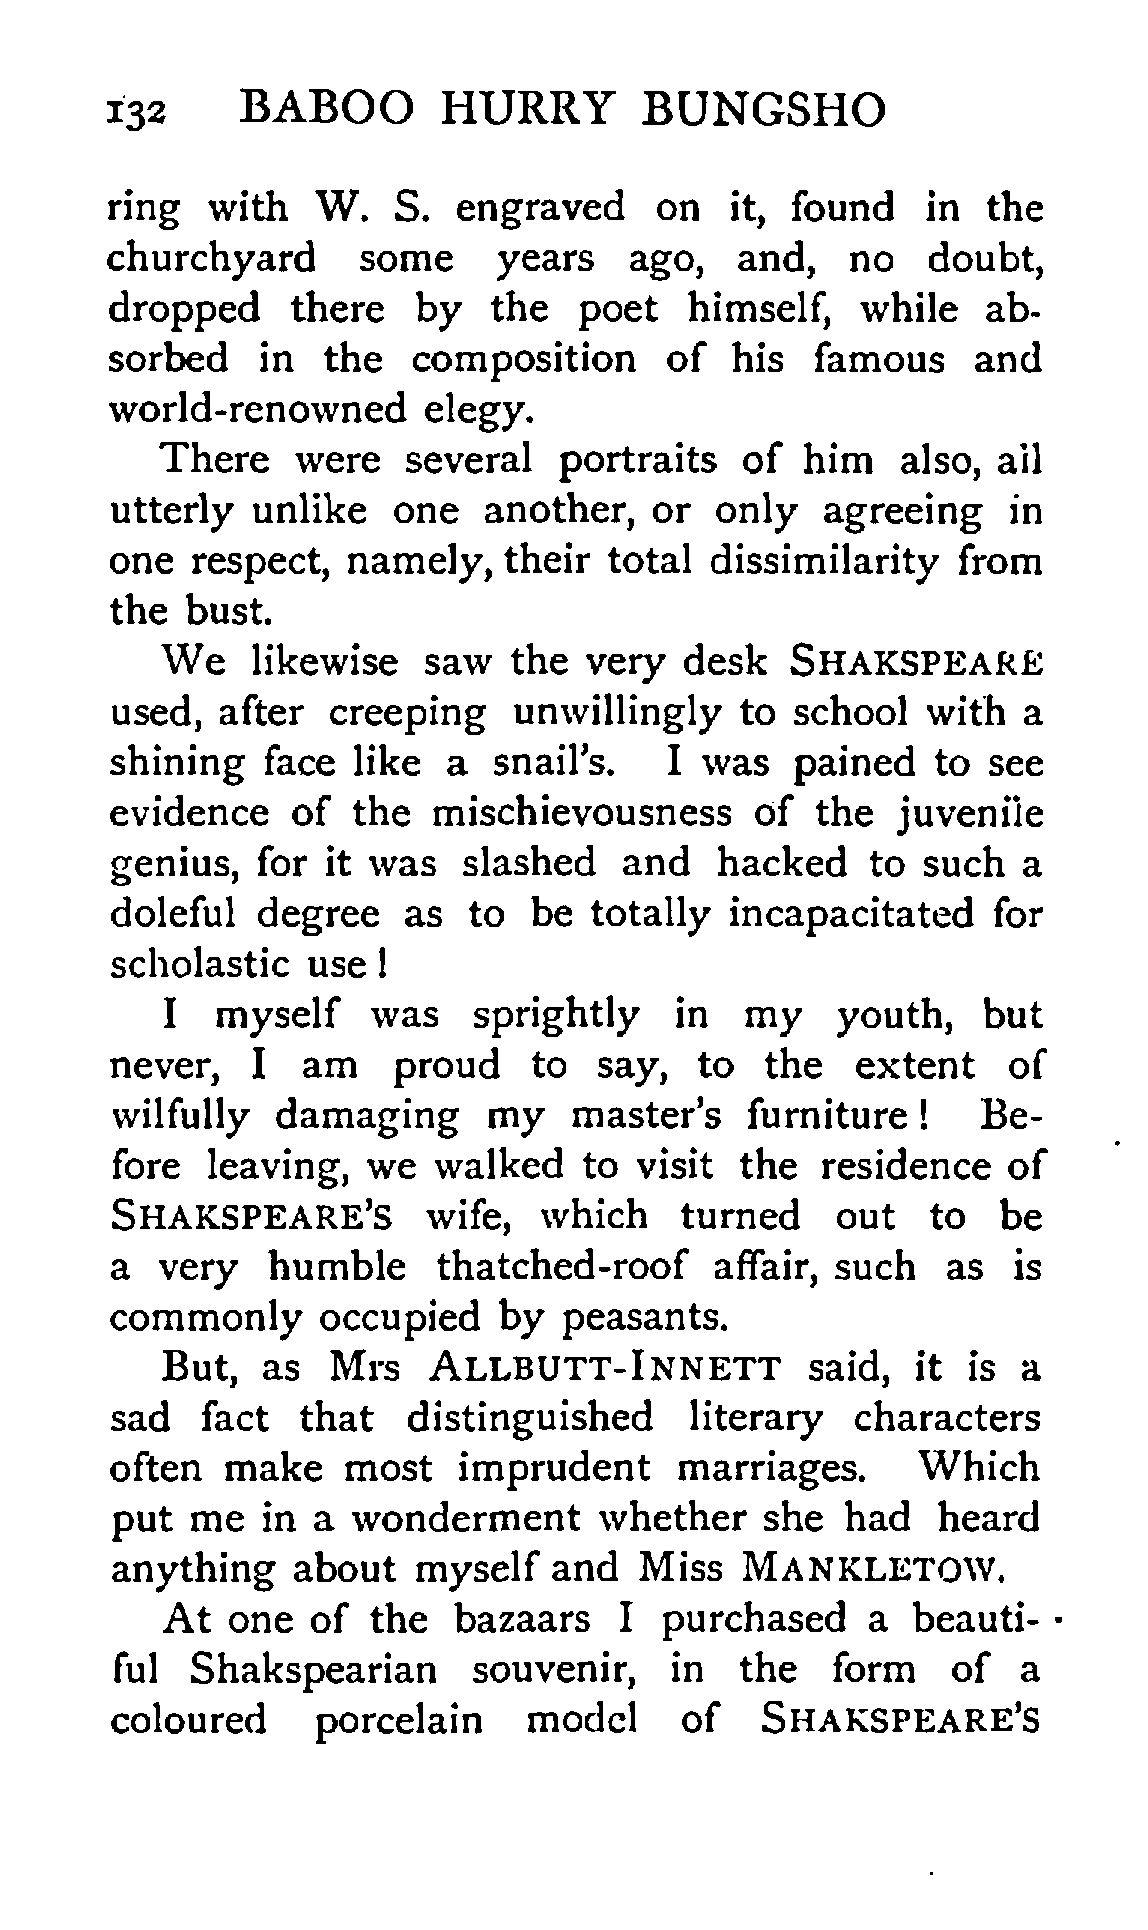 132 BABOO HURRY BUNGSHO
ring with W. S. engraved on it, found in the
churchyard some years ago, and, no doubt,
dropped there by the poet himself, while ab-
sorbed in the composition of his famous and
world-renowned elegy.
There were several portraits of him also, all
utterly unlike one another, or only agreeing in
one respect, namely, their total dissimilarity from
the bust.
We likewise saw the very desk SHAKSPEARE
used, after creeping unwillingly to school with a
shining face like a snail's. I was pained to see
evidence of the mischievousness of the juvenile
genius, for it was slashed and hacked to such a
doleful degree as to be totally incapacitated for
scholastic use !
I myself was sprightly in my youth, but
never, I am proud to say, to the extent of
wilfully damaging my master's furniture ! Be-
fore leaving, we walked to visit the residence of
SHAKSPEARE'S wife, which turned out to be
a very humble thatched-roof affair, such as is
commonly occupied by peasants.
But, as Mrs ALLBUTT-INNETT said, it is a
sad fact that distinguished literary characters
often make most imprudent marriages. Which
put me in a wonderment whether she had heard
anything about myself and Miss MANKLETOW.
At one of the bazaars I purchased a beauti-
ful Shakspearian souvenir, in the form of a
coloured porcelain model of SHAKSPEARE'S